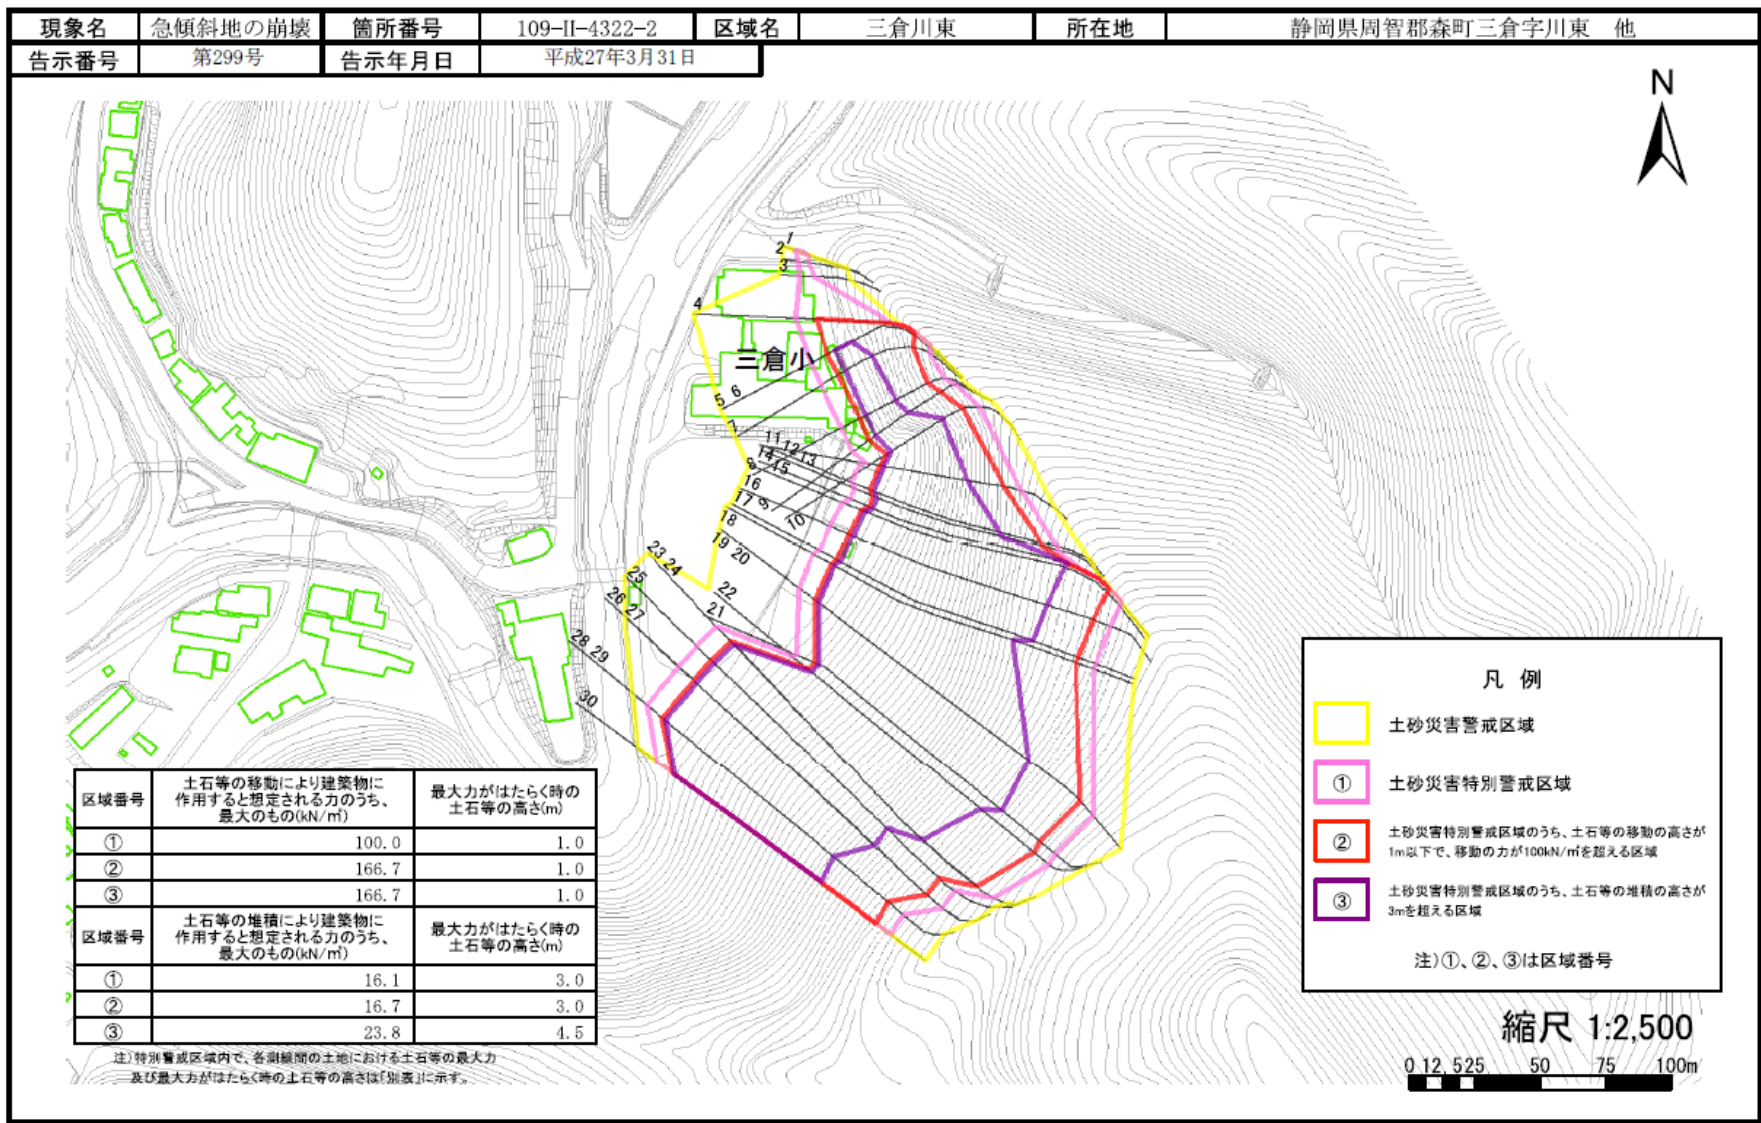 現象名 急傾斜地の崩壊 箇所番号 109-II-4322-2 区域名 三倉川東 所在地 静岡県周智郡森町三倉字川東 他
告示番号 第299号 告示年月日 平成27年3月31日
N
1
2
3
4
三倉小
5 6
7
11 12 13
14 15
8
16
17 9
18 10
19 20
23 24
25
22
26 27
21
28 29
30
区域番号 土石等の移動により建築物に作用すると想定される力のうち、最大のもの(kN/㎡) 最大力がはたらく時の土石等の高さ(m)
① 100.0 1.0
② 166.7 1.0
③ 166.7 1.0
区域番号 土石等の堆積により建築物に作用すると想定される力のうち、最大のもの(kN/㎡) 最大力がはたらく時の土石等の高さ(m)
① 16.1 3.0
② 16.7 3.0
③ 23.8 4.5
注)特別警戒区域内で、各測線間の土地における土石等の最大力
及び最大力がはたらく時の土石等の高さは「別表」に示す。
凡 例
土砂災害警戒区域
① 土砂災害特別警戒区域
② 土砂災害特別警戒区域のうち、土石等の移動の高さが
1m以下で、移動の力が100kN/㎡を超える区域
③ 土砂災害特別警戒区域のうち、土石等の堆積の高さが
3mを超える区域
注)①、②、③は区域番号
縮尺 1:2,500
0 12.5 25 50 75 100m